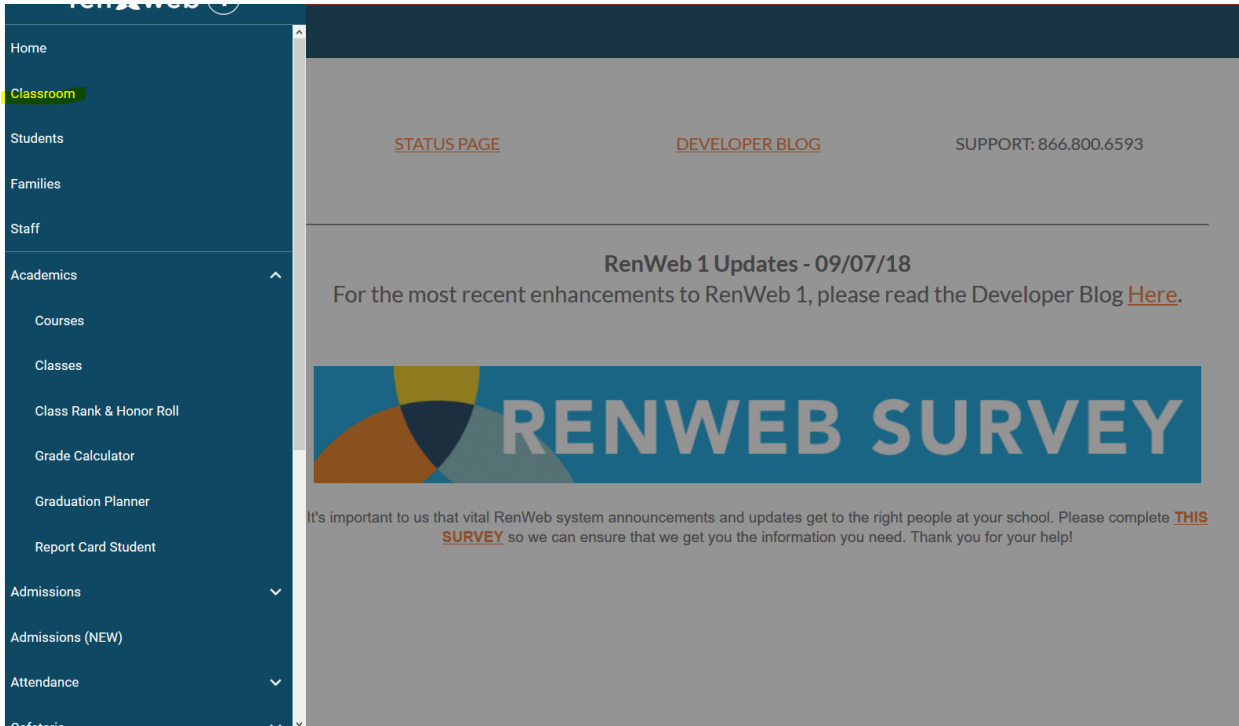 Home
Classroom
Students
Families
Staff
Academics
Courses
Classes
Class Rank & Honor Roll
Grade Calculator
Graduation Planner
Report Card Student
Admissions
Admissions (NEW)
Attendance
STATUS PAGE DEVELOPER BLOG SUPPORT: 866.800.6593
RenWeb 1 Updates - 09/07/18
For the most recent enhancements to RenWeb 1, please read the Developer Blog Here.
RENWEB SURVEY
It's important to us that vital RenWeb system announcements and updates get to the right people at your school. Please complete THIS
SURVEY so we can ensure that we get you the information you need. Thank you for your help!